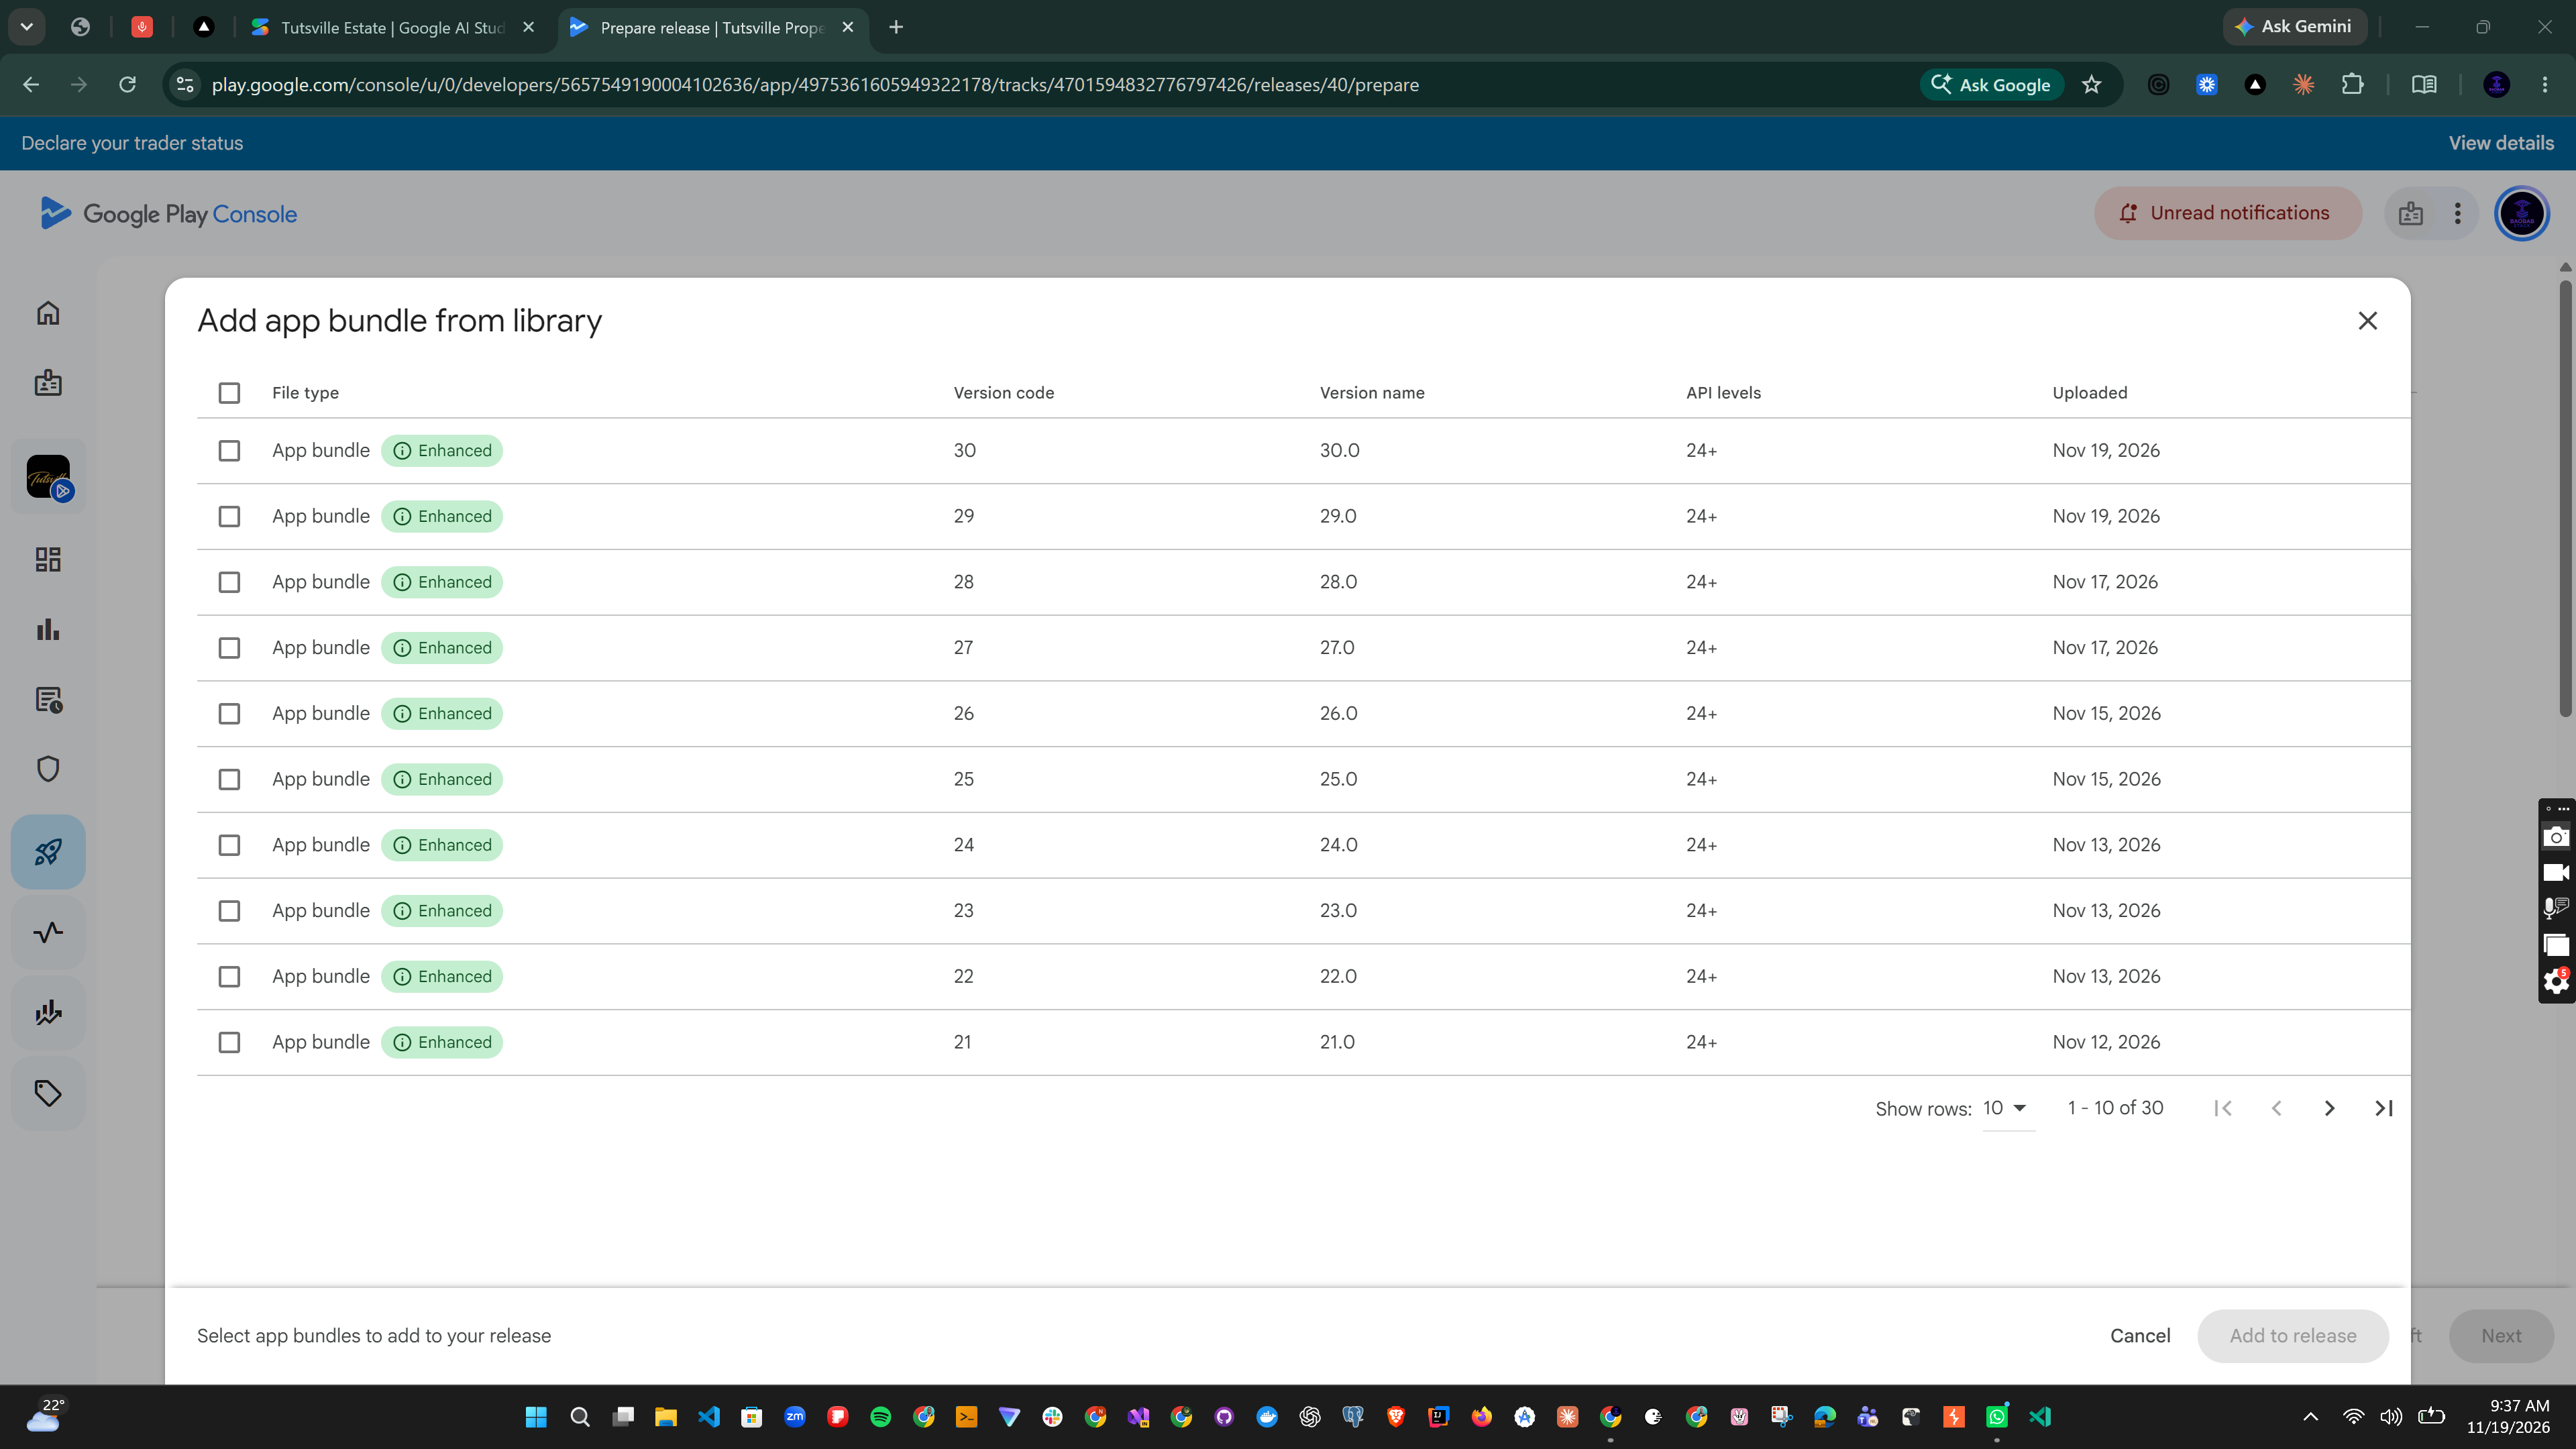 Tutsville Estate | Google AI Stud
Prepare release | Tutsville Prope
Ask Gemini
play.google.com/console/u/0/developers/5657549190004102636/app/4975361605949322178/tracks/4701594832776797426/releases/40/prepare
Ask Google
Declare your trader status
View details
Google Play Console
Unread notifications
Add app bundle from library
File type Version code Version name API levels Uploaded
App bundle Enhanced 30 30.0 24+ Nov 19, 2026
App bundle Enhanced 29 29.0 24+ Nov 19, 2026
App bundle Enhanced 28 28.0 24+ Nov 17, 2026
App bundle Enhanced 27 27.0 24+ Nov 17, 2026
App bundle Enhanced 26 26.0 24+ Nov 15, 2026
App bundle Enhanced 25 25.0 24+ Nov 15, 2026
App bundle Enhanced 24 24.0 24+ Nov 13, 2026
App bundle Enhanced 23 23.0 24+ Nov 13, 2026
App bundle Enhanced 22 22.0 24+ Nov 13, 2026
App bundle Enhanced 21 21.0 24+ Nov 12, 2026
Show rows: 10 1 - 10 of 30
Select app bundles to add to your release
Cancel
Add to release
ft
Next
5
22°
zm
9:37 AM
11/19/2026